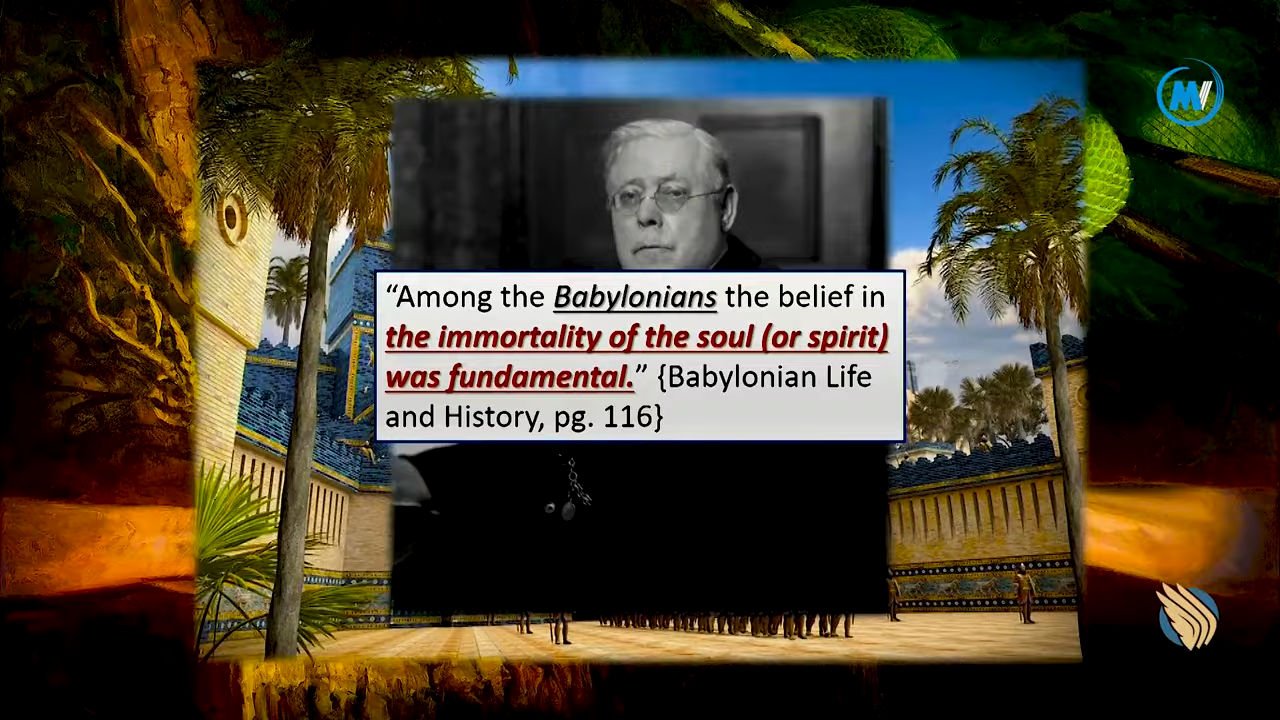 MV
“Among the Babylonians the belief in
the immortality of the soul (or spirit)
was fundamental.” {Babylonian Life
and History, pg. 116}